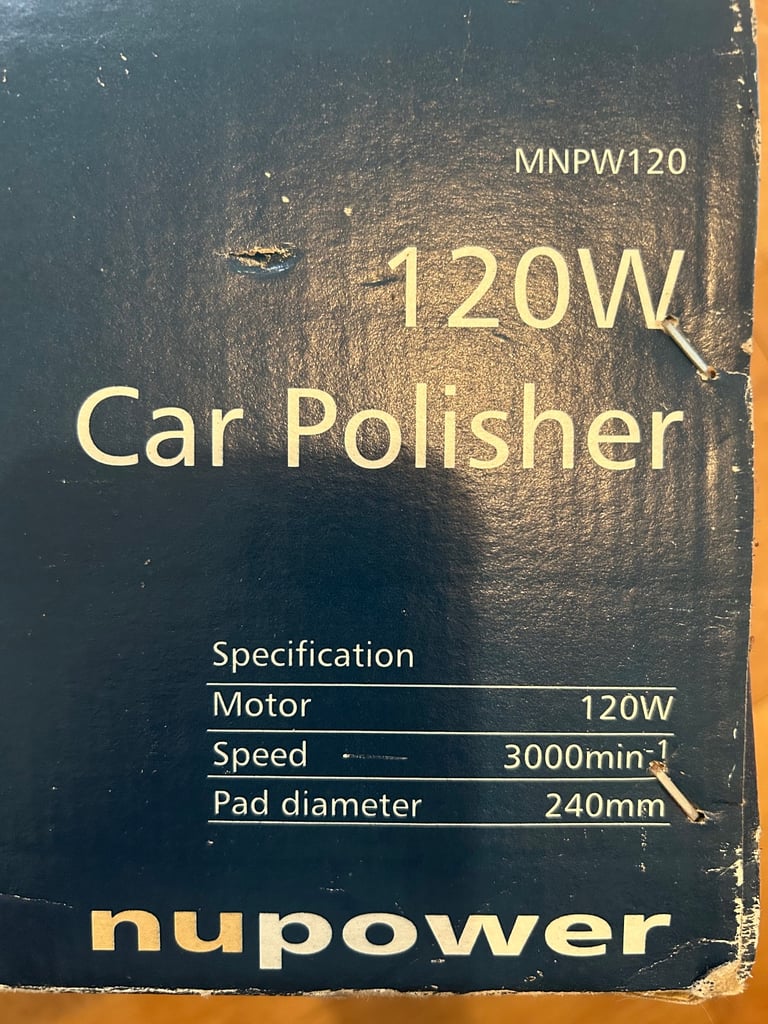 MNPW120
120W
Car Polisher
Specification
Motor 120W
Speed 3000min⁻¹
Pad diameter 240mm
nupower